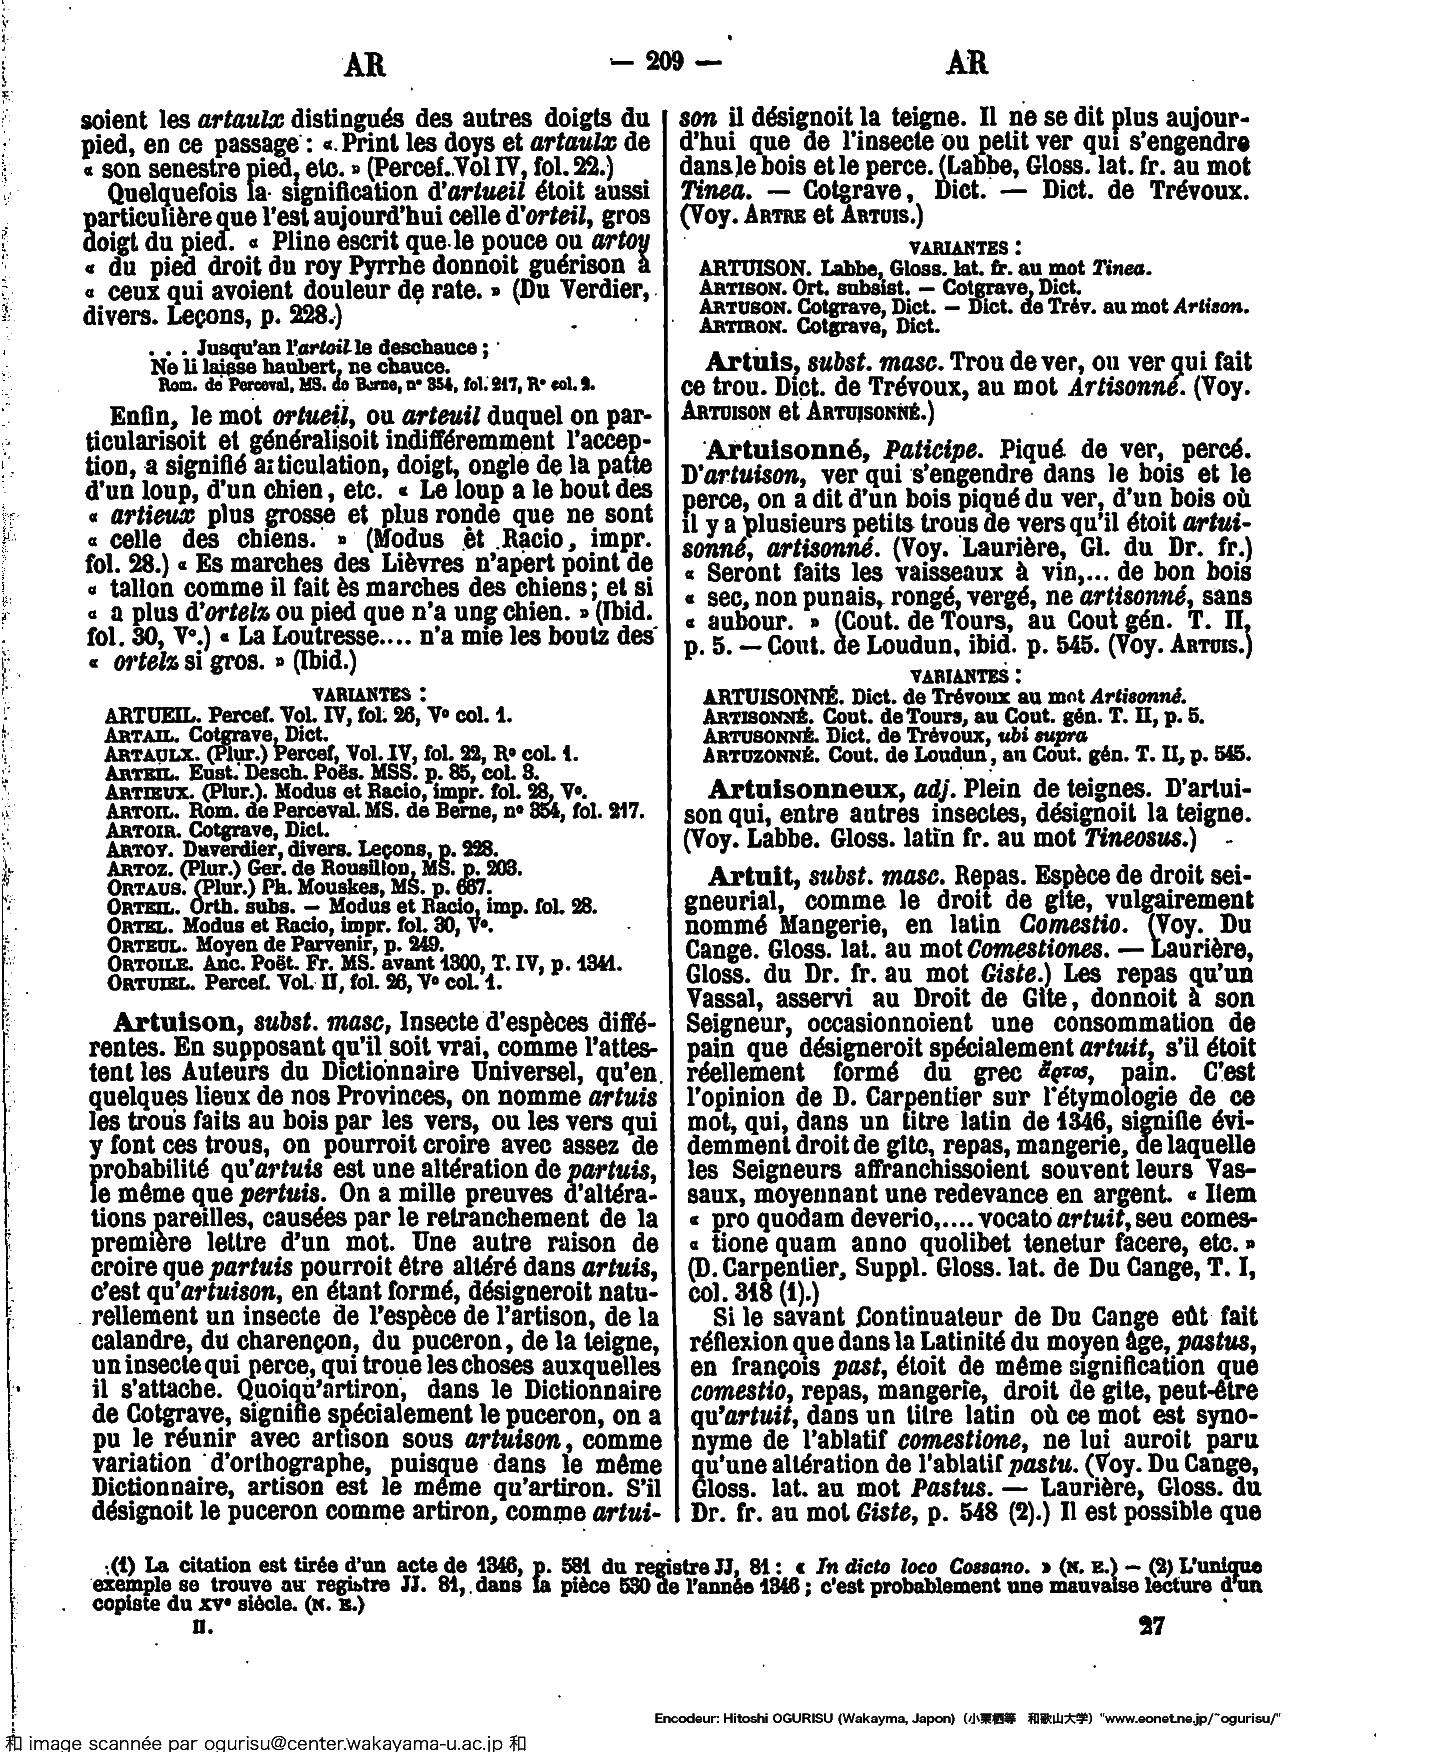 AR — 209 — AR
soient les artaulx distingués des autres doigts du
pied, en ce passage : « Print les doys et artaulx de
« son senestre pied, etc. » (Percef. Vol IV, fol. 22.)
Quelquefois la signification d'artueil étoit aussi
particulière que l'est aujourd'hui celle d'orteil, gros
doigt du pied. « Pline escrit que le pouce ou artoy
« du pied droit du roy Pyrrhe donnoit guérison à
« ceux qui avoient douleur de rate. » (Du Verdier,
divers. Leçons, p. 228.)
. . . Jusqu'an l'artoil le deschauce ;
Ne li laisse haubert, ne chauce.
Rom. de Perceval, MS. de Berne, nº 354, fol. 217, Rº col. 2.
Enfin, le mot ortueil, ou arteuil duquel on par-
ticularisoit et généralisoit indifféremment l'accep-
tion, a signifié articulation, doigt, ongle de la patte
d'un loup, d'un chien, etc. « Le loup a le bout des
« artieux plus grosse et plus ronde que ne sont
« celle des chiens. » (Modus et Racio, impr.
fol. 28.) « Es marches des Lièvres n'apert point de
« tallon comme il fait ès marches des chiens ; et si
« a plus d'ortelz ou pied que n'a ung chien. » (Ibid.
fol. 30, Vº.) « La Loutresse.... n'a mie les boutz des
« ortelz si gros. » (Ibid.)
VARIANTES :
ARTUEIL. Percef. Vol. IV, fol. 26, Vº col. 1.
ARTAIL. Cotgrave, Dict.
ARTAULX. (Plur.) Percef, Vol. IV, fol. 22, Rº col. 1.
ARTEIL. Eust. Desch. Poës. MSS. p. 85, col. 3.
ARTIEUX. (Plur.). Modus et Racio, impr. fol. 28, Vº.
ARTOIL. Rom. de Perceval. MS. de Berne, nº 354, fol. 217.
ARTOIR. Cotgrave, Dict.
ARTOY. Duverdier, divers. Leçons, p. 228.
ARTOZ. (Plur.) Ger. de Rousillon, MS. p. 203.
ORTAUS. (Plur.) Ph. Mouskes, MS. p. 667.
ORTEIL. Orth. subs. — Modus et Racio, imp. fol. 28.
ORTEL. Modus et Racio, impr. fol. 30, Vº.
ORTEUL. Moyen de Parvenir, p. 249.
ORTOILE. Anc. Poët. Fr. MS. avant 1300, T. IV, p. 1341.
ORTUIEL. Percef. Vol. II, fol. 26, Vº col. 1.
Artuison, subst. masc, Insecte d'espèces diffé-
rentes. En supposant qu'il soit vrai, comme l'attes-
tent les Auteurs du Dictionnaire Universel, qu'en
quelques lieux de nos Provinces, on nomme artuis
les trous faits au bois par les vers, ou les vers qui
y font ces trous, on pourroit croire avec assez de
probabilité qu'artuis est une altération de partuis,
le même que pertuis. On a mille preuves d'altéra-
tions pareilles, causées par le retranchement de la
première lettre d'un mot. Une autre raison de
croire que partuis pourroit être altéré dans artuis,
c'est qu'artuison, en étant formé, désigneroit natu-
rellement un insecte de l'espèce de l'artison, de la
calandre, du charençon, du puceron, de la teigne,
un insecte qui perce, qui troue les choses auxquelles
il s'attache. Quoiqu'artiron, dans le Dictionnaire
de Cotgrave, signifie spécialement le puceron, on a
pu le réunir avec artison sous artuison, comme
variation d'orthographe, puisque dans le même
Dictionnaire, artison est le même qu'artiron. S'il
désignoit le puceron comme artiron, comme artui-
son il désignoit la teigne. Il ne se dit plus aujour-
d'hui que de l'insecte ou petit ver qui s'engendre
dans le bois et le perce. (Labbe, Gloss. lat. fr. au mot
Tinea. — Cotgrave, Dict. — Dict. de Trévoux.
(Voy. ARTRE et ARTUIS.)
VARIANTES :
ARTUISON. Labbe, Gloss. lat. fr. au mot Tinea.
ARTISON. Ort. subsist. — Cotgrave, Dict.
ARTUSON. Cotgrave, Dict. — Dict. de Trév. au mot Artison.
ARTIRON. Cotgrave, Dict.
Artuis, subst. masc. Trou de ver, ou ver qui fait
ce trou. Dict. de Trévoux, au mot Artisonné. (Voy.
ARTUISON et ARTUISONNÉ.)
Artuisonné, Paticipe. Piqué de ver, percé.
D'artuison, ver qui s'engendre dans le bois et le
perce, on a dit d'un bois piqué du ver, d'un bois où
il y a plusieurs petits trous de vers qu'il étoit artui-
sonné, artisonné. (Voy. Laurière, Gl. du Dr. fr.)
« Seront faits les vaisseaux à vin,... de bon bois
« sec, non punais, rongé, vergé, ne artisonné, sans
« aubour. » (Cout. de Tours, au Cout gén. T. II,
p. 5. — Cout. de Loudun, ibid. p. 545. (Voy. ARTUIS.)
VARIANTES :
ARTUISONNÉ. Dict. de Trévoux au mot Artisonné.
ARTISONNÉ. Cout. de Tours, au Cout. gén. T. II, p. 5.
ARTUSONNÉ. Dict. de Trévoux, ubi supra
ARTUZONNÉ. Cout. de Loudun, an Cout. gén. T. II, p. 545.
Artuisonneux, adj. Plein de teignes. D'artui-
son qui, entre autres insectes, désignoit la teigne.
(Voy. Labbe. Gloss. latin fr. au mot Tineosus.)
Artuit, subst. masc. Repas. Espèce de droit sei-
gneurial, comme le droit de gite, vulgairement
nommé Mangerie, en latin Comestio. (Voy. Du
Cange. Gloss. lat. au mot Comestiones. — Laurière,
Gloss. du Dr. fr. au mot Giste.) Les repas qu'un
Vassal, asservi au Droit de Gite, donnoit à son
Seigneur, occasionnoient une consommation de
pain que désigneroit spécialement artuit, s'il étoit
réellement formé du grec ἄρτος, pain. C'est
l'opinion de D. Carpentier sur l'étymologie de ce
mot, qui, dans un titre latin de 1346, signifie évi-
demment droit de gite, repas, mangerie, de laquelle
les Seigneurs affranchissoient souvent leurs Vas-
saux, moyennant une redevance en argent. « Item
« pro quodam deverio,.... vocato artuit, seu comes-
« tione quam anno quolibet tenetur facere, etc. »
(D. Carpentier, Suppl. Gloss. lat. de Du Cange, T. I,
col. 318 (1).)
Si le savant Continuateur de Du Cange eût fait
réflexion que dans la Latinité du moyen âge, pastus,
en françois past, étoit de même signification que
comestio, repas, mangerie, droit de gite, peut-être
qu'artuit, dans un titre latin où ce mot est syno-
nyme de l'ablatif comestione, ne lui auroit paru
qu'une altération de l'ablatif pastu. (Voy. Du Cange,
Gloss. lat. au mot Pastus. — Laurière, Gloss. du
Dr. fr. au mot Giste, p. 548 (2).) Il est possible que
(1) La citation est tirée d'un acte de 1346, p. 581 du registre JJ, 81 : « In dicto loco Cossano. » (N. E.) — (2) L'unique
exemple se trouve au registre JJ. 81, dans la pièce 530 de l'année 1346 ; c'est probablement une mauvaise lecture d'un
copiste du XVe siècle. (N. E.)
II. 27
Encodeur: Hitoshi OGURISU (Wakayma, Japon) (小栗栖等 和歌山大学) "www.eonet.ne.jp/~ogurisu/"
和 image scannée par ogurisu@center.wakayama-u.ac.jp 和